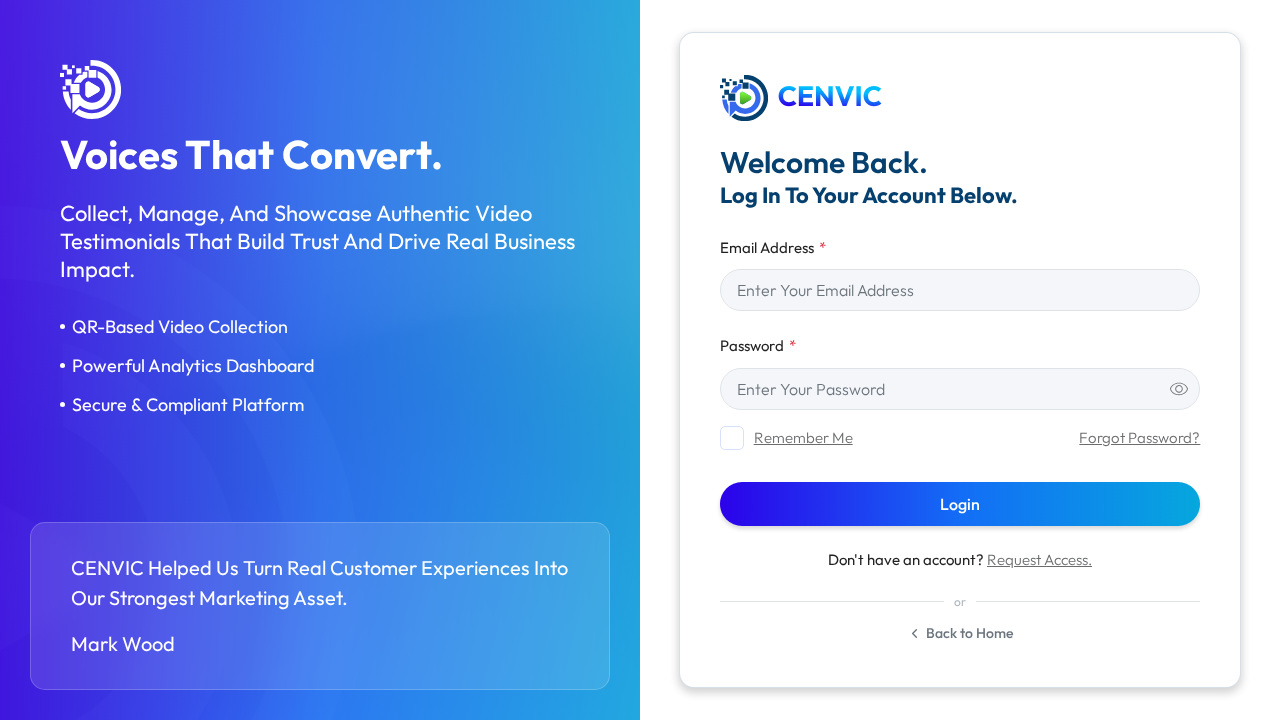 Voices That Convert.
Collect, Manage, And Showcase Authentic Video
Testimonials That Build Trust And Drive Real Business
Impact.
QR-Based Video Collection
Powerful Analytics Dashboard
Secure & Compliant Platform
CENVIC Helped Us Turn Real Customer Experiences Into
Our Strongest Marketing Asset.
Mark Wood
CENVIC
Welcome Back.
Log In To Your Account Below.
Email Address *
Enter Your Email Address
Password *
Enter Your Password
Remember Me
Forgot Password?
Login
Don't have an account? Request Access.
or
Back to Home